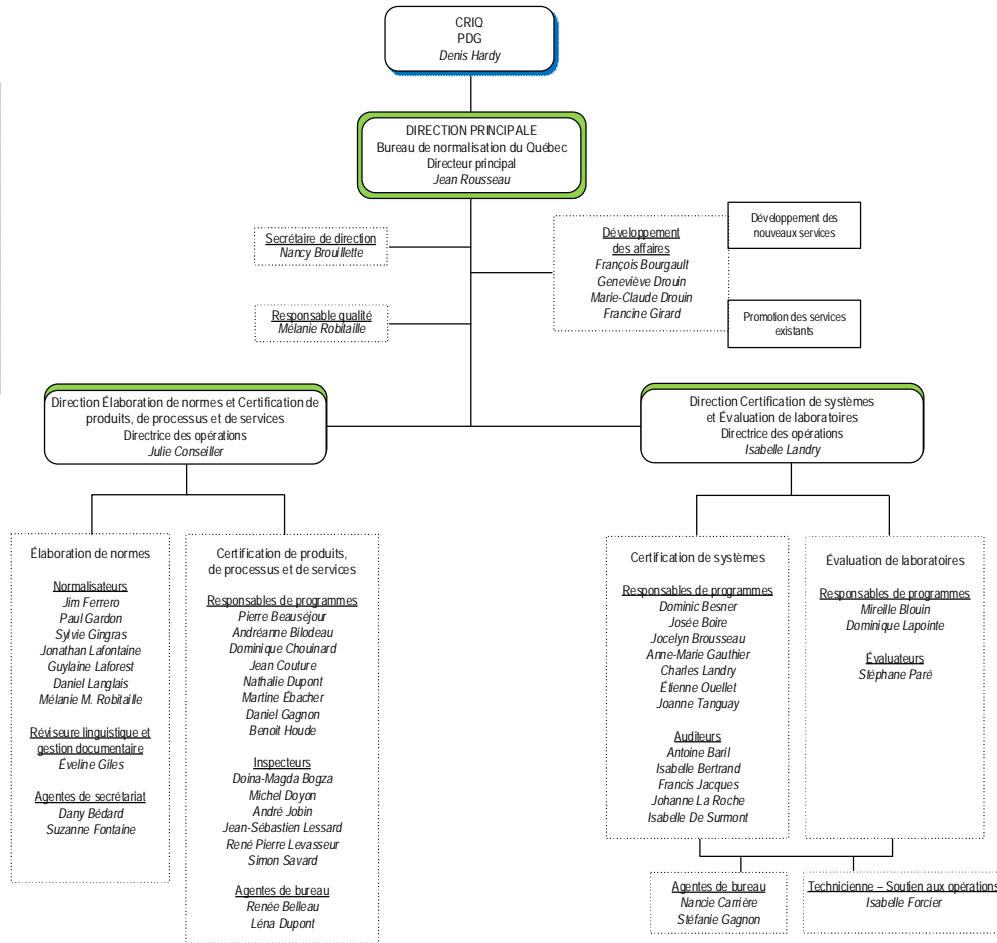 CRIQ
PDG
Denis Hardy
DIRECTION PRINCIPALE
Bureau de normalisation du Québec
Directeur principal
Jean Rousseau
Secrétaire de direction
Nancy Brouillette
Responsable qualité
Mélanie Robitaille
Développement
des affaires
François Bourgault
Geneviève Drouin
Marie-Claude Drouin
Francine Girard
Développement des
nouveaux services
Promotion des services
existants
Direction Élaboration de normes et Certification de
produits, de processus et de services
Directrice des opérations
Julie Conseiller
Direction Certification de systèmes
et Évaluation de laboratoires
Directrice des opérations
Isabelle Landry
Élaboration de normes
Normalisateurs
Jim Ferrero
Paul Gardon
Sylvie Gingras
Jonathan Lafontaine
Guylaine Laforest
Daniel Langlais
Mélanie M. Robitaille
Réviseure linguistique et
gestion documentaire
Éveline Giles
Agentes de secrétariat
Dany Bédard
Suzanne Fontaine
Certification de produits,
de processus et de services
Responsables de programmes
Pierre Beauséjour
Andréanne Bilodeau
Dominique Chouinard
Jean Couture
Nathalie Dupont
Martine Ébacher
Daniel Gagnon
Benoit Houde
Inspecteurs
Doina-Magda Bogza
Michel Doyon
André Jobin
Jean-Sébastien Lessard
René Pierre Levasseur
Simon Savard
Agentes de bureau
Renée Belleau
Léna Dupont
Certification de systèmes
Responsables de programmes
Dominic Besner
Josée Boire
Jocelyn Brousseau
Anne-Marie Gauthier
Charles Landry
Étienne Ouellet
Joanne Tanguay
Auditeurs
Antoine Baril
Isabelle Bertrand
Francis Jacques
Johanne La Roche
Isabelle De Surmont
Évaluation de laboratoires
Responsables de programmes
Mireille Blouin
Dominique Lapointe
Évaluateurs
Stéphane Paré
Agentes de bureau
Nancie Carrière
Stéfanie Gagnon
Technicienne – Soutien aux opérations
Isabelle Forcier